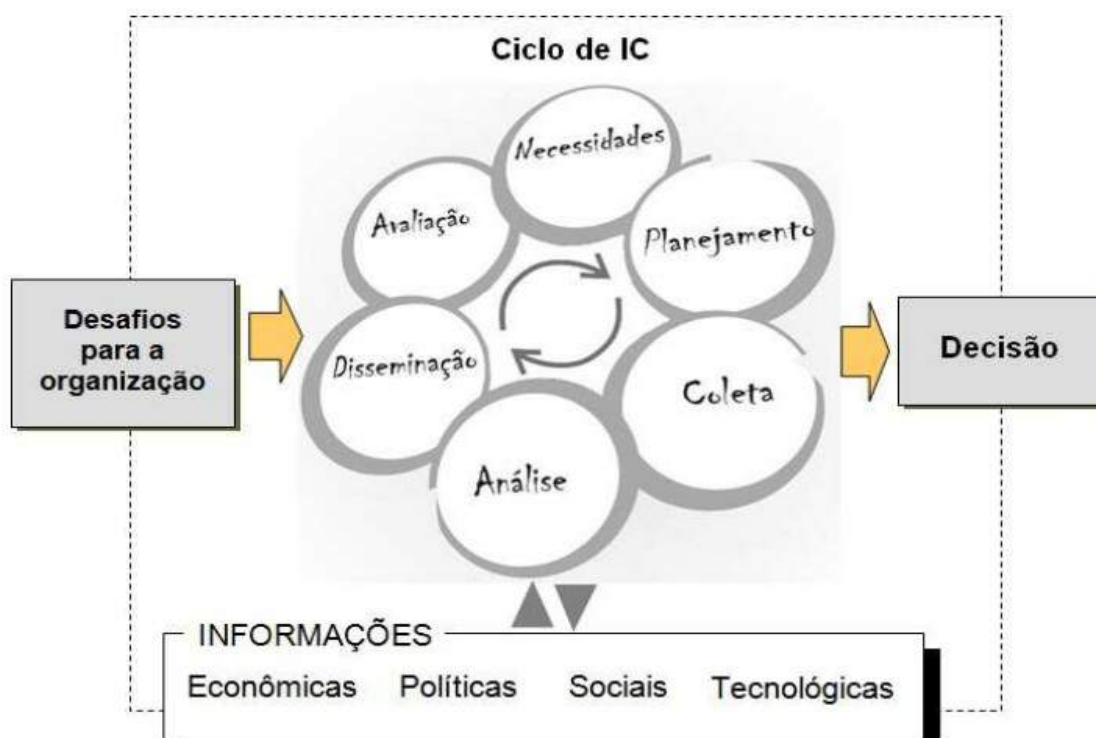 Ciclo de IC
Necessidades
Planejamento
Coleta
Análise
Disseminação
Avaliação
Desafios
para a
organização
Decisão
INFORMAÇÕES
Econômicas Políticas Sociais Tecnológicas